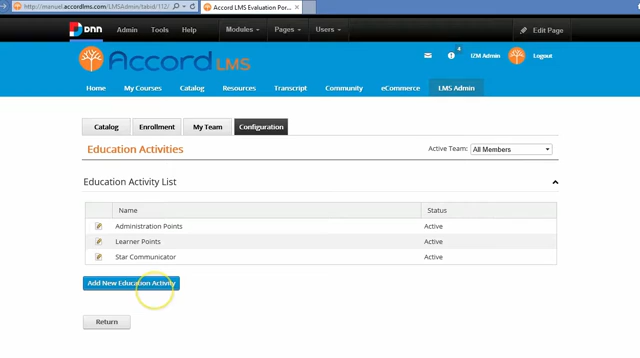 http://manuel.accordlms.com/LMSAdmin/tabid/112/
Accord LMS Evaluation Por...
DNN Admin Tools Help Modules Pages Users Edit Page
Accord LMS
4
IZM Admin Logout
Home My Courses Catalog Resources Transcript Community eCommerce LMS Admin
Catalog Enrollment My Team Configuration
Education Activities Active Team: All Members
Education Activity List
Name Status
Administration Points Active
Learner Points Active
Star Communicator Active
Add New Education Activity
Return